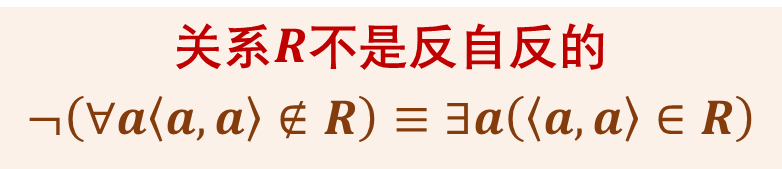 关系R不是反自反的
¬(∀a⟨a, a⟩ ∉ R) ≡ ∃a(⟨a, a⟩ ∈ R)